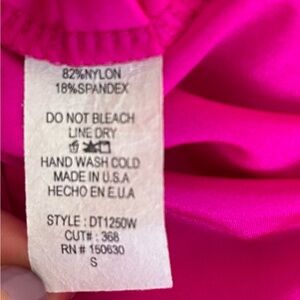 82%NYLON
18%SPANDEX
DO NOT BLEACH
LINE DRY
HAND WASH COLD
MADE IN U.S.A
HECHO EN E.U.A
STYLE : DT1250W
CUT# : 368
RN # 150630
S